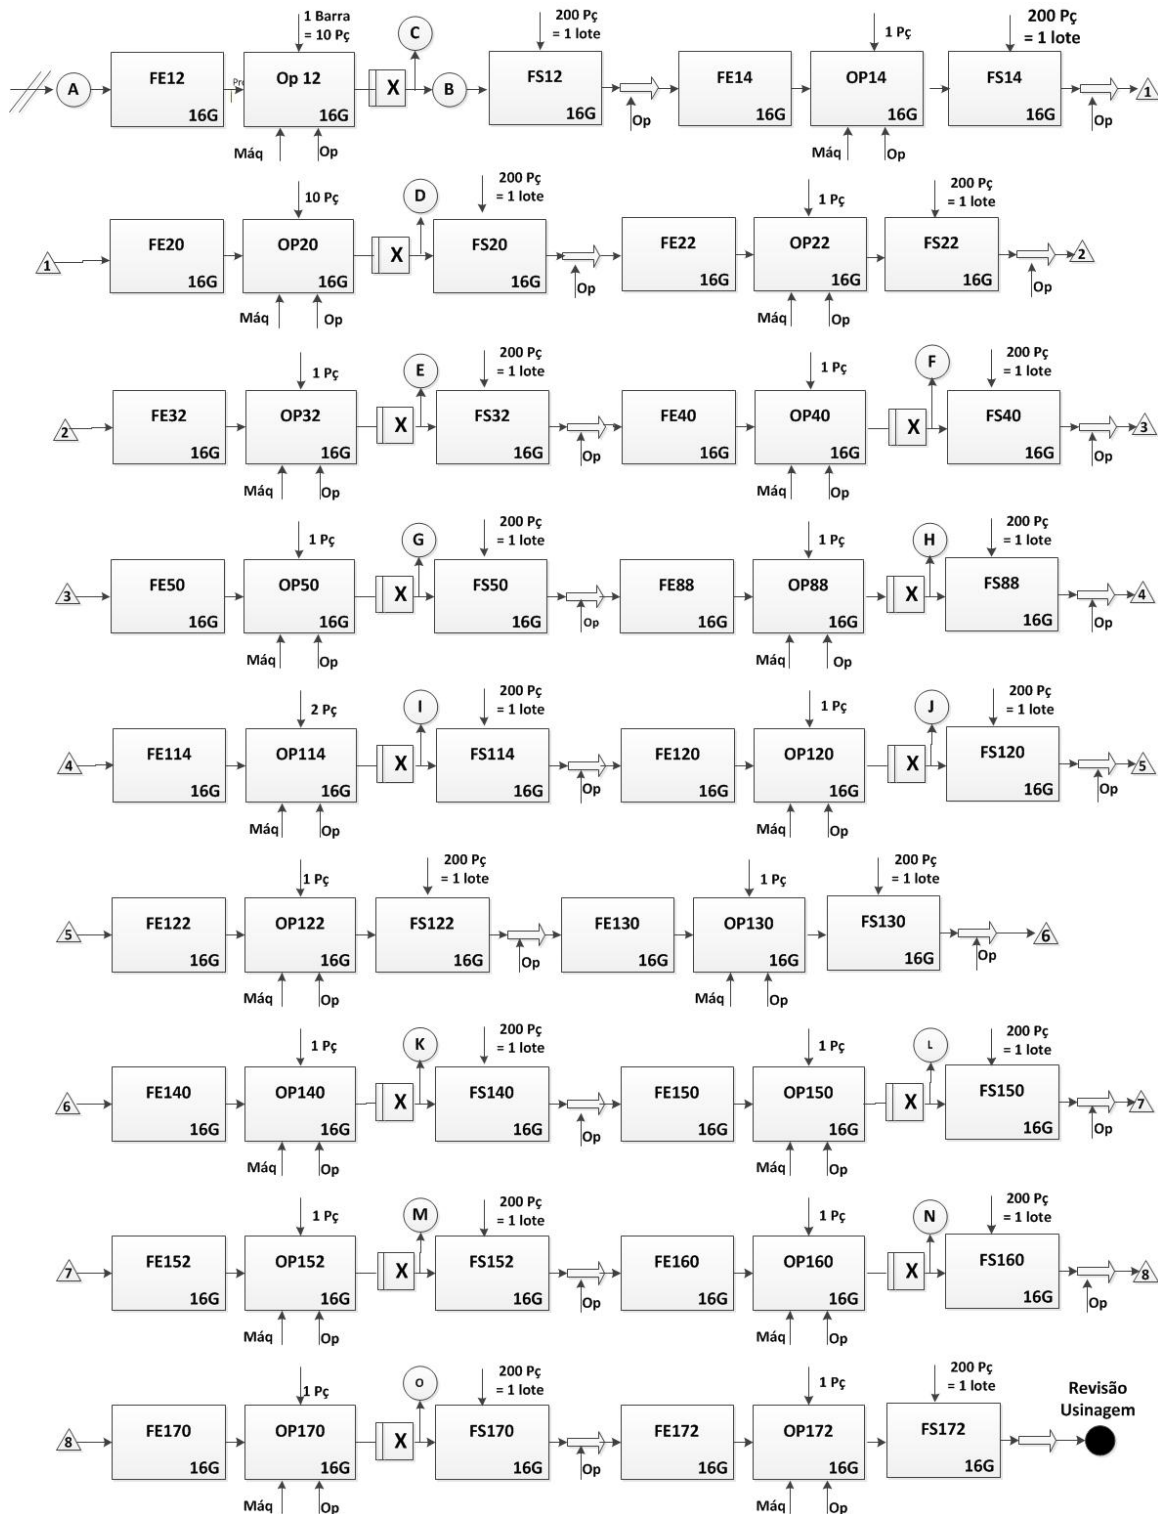 1 Barra
= 10 Pç
C
200 Pç
= 1 lote
1 Pç
200 Pç
= 1 lote
A
FE12
16G
Op 12
16G
X
B
FS12
16G
FE14
16G
OP14
16G
FS14
16G
1
Máq
Op
Op
Máq
Op
Op
10 Pç
D
200 Pç
= 1 lote
1 Pç
200 Pç
= 1 lote
1
FE20
16G
OP20
16G
X
FS20
16G
FE22
16G
OP22
16G
FS22
16G
2
Máq
Op
Op
Máq
Op
Op
1 Pç
E
200 Pç
= 1 lote
1 Pç
F
200 Pç
= 1 lote
2
FE32
16G
OP32
16G
X
FS32
16G
FE40
16G
OP40
16G
X
FS40
16G
3
Máq
Op
Op
Máq
Op
Op
1 Pç
G
200 Pç
= 1 lote
1 Pç
H
200 Pç
= 1 lote
3
FE50
16G
OP50
16G
X
FS50
16G
FE88
16G
OP88
16G
X
FS88
16G
4
Máq
Op
Op
Máq
Op
Op
2 Pç
I
200 Pç
= 1 lote
1 Pç
J
200 Pç
= 1 lote
4
FE114
16G
OP114
16G
X
FS114
16G
FE120
16G
OP120
16G
X
FS120
16G
5
Máq
Op
Op
Máq
Op
Op
1 Pç
200 Pç
= 1 lote
1 Pç
200 Pç
= 1 lote
5
FE122
16G
OP122
16G
FS122
16G
FE130
16G
OP130
16G
FS130
16G
6
Máq
Op
Op
Máq
Op
Op
1 Pç
K
200 Pç
= 1 lote
1 Pç
L
200 Pç
= 1 lote
6
FE140
16G
OP140
16G
X
FS140
16G
FE150
16G
OP150
16G
X
FS150
16G
7
Máq
Op
Op
Máq
Op
Op
1 Pç
M
200 Pç
= 1 lote
1 Pç
N
200 Pç
= 1 lote
7
FE152
16G
OP152
16G
X
FS152
16G
FE160
16G
OP160
16G
X
FS160
16G
8
Máq
Op
Op
Máq
Op
Op
1 Pç
O
200 Pç
= 1 lote
1 Pç
200 Pç
= 1 lote
Revisão
Usinagem
8
FE170
16G
OP170
16G
X
FS170
16G
FE172
16G
OP172
16G
FS172
16G
Máq
Op
Op
Máq
Op